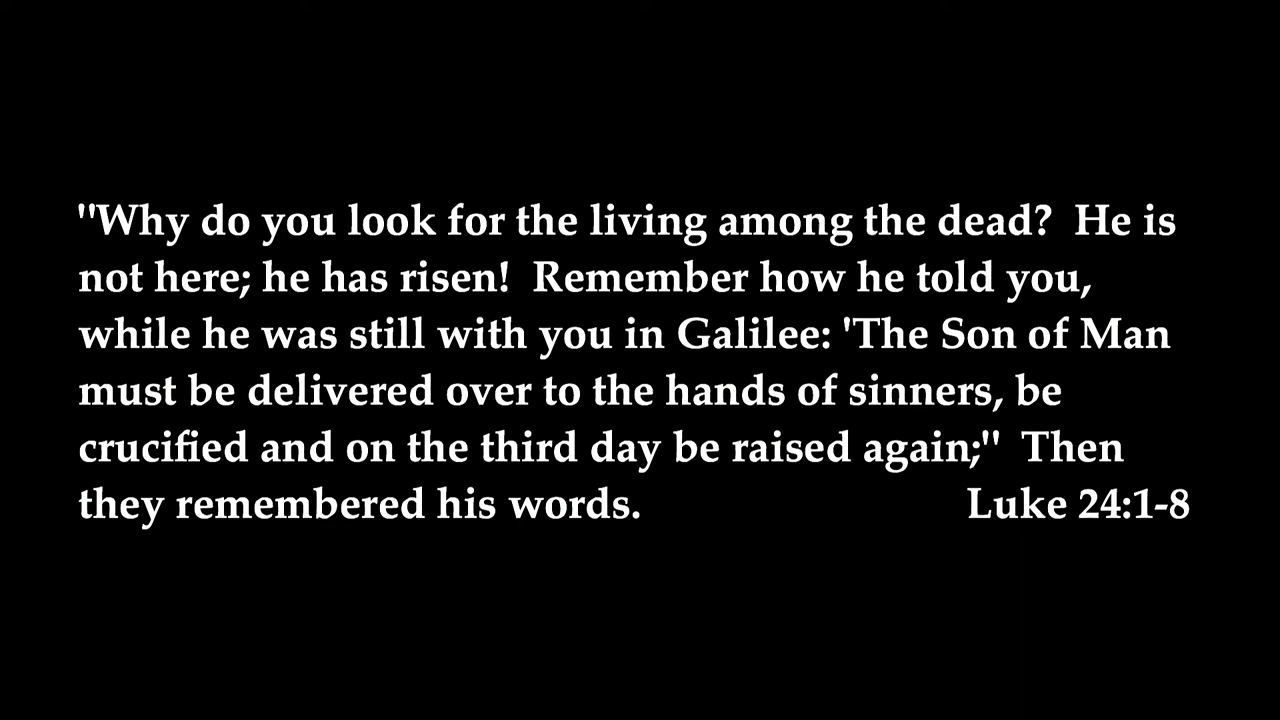 "Why do you look for the living among the dead?  He is
not here; he has risen!  Remember how he told you,
while he was still with you in Galilee: 'The Son of Man
must be delivered over to the hands of sinners, be
crucified and on the third day be raised again;"  Then
they remembered his words. Luke 24:1-8